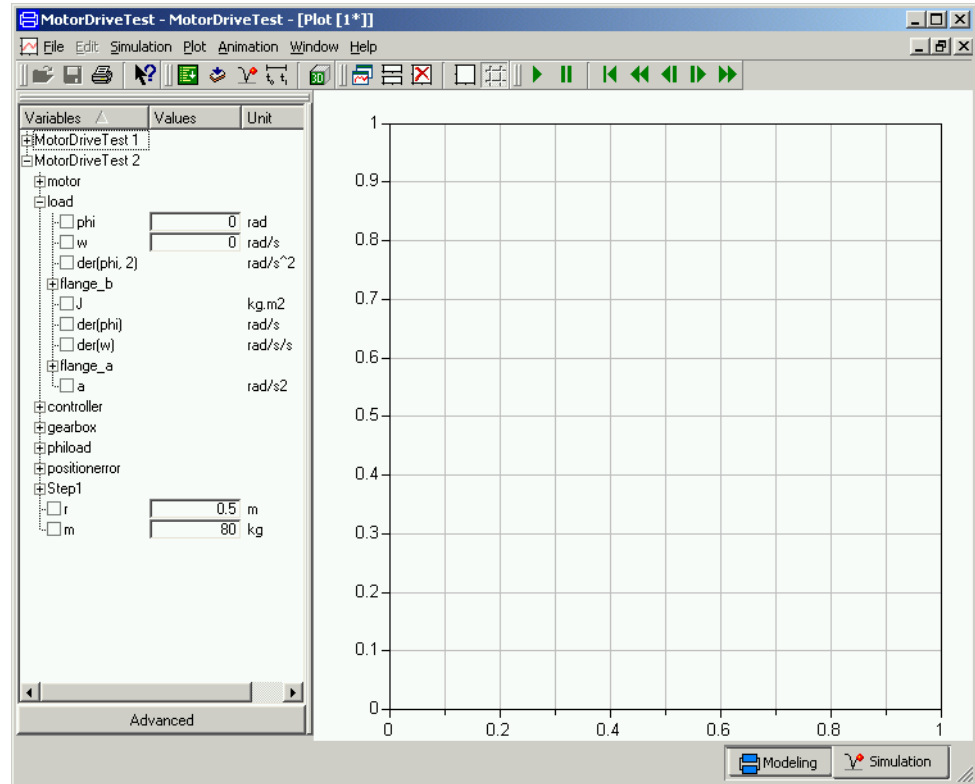 MotorDriveTest - MotorDriveTest - [Plot [1*]]
File Edit Simulation Plot Animation Window Help
3D
Variables Values Unit
MotorDriveTest 1
MotorDriveTest 2
motor
load
phi 0 rad
w 0 rad/s
der(phi, 2) rad/s^2
flange_b
J kg.m2
der(phi) rad/s
der(w) rad/s/s
flange_a
a rad/s2
controller
gearbox
phiload
positionerror
Step1
r 0.5 m
m 80 kg
Advanced
1
0.9
0.8
0.7
0.6
0.5
0.4
0.3
0.2
0.1
0
0 0.2 0.4 0.6 0.8 1
Modeling Simulation